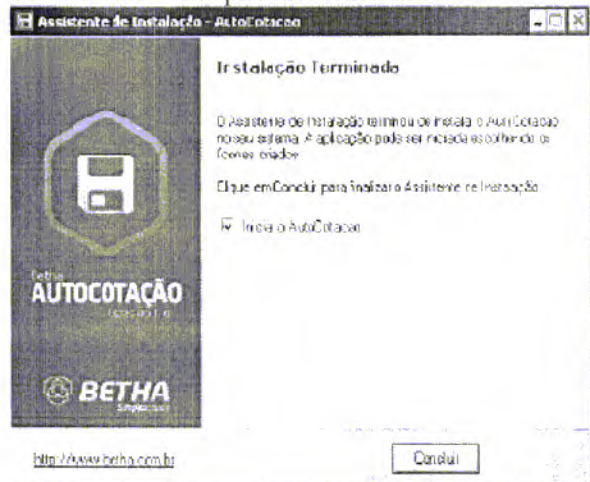 Assistente de Instalação - AutoCotacao
Instalação Terminada
O Assistente de Instalação terminou de instalar o AutoCotacao
no seu sistema. A aplicação pode ser iniciada escolhendo os
ícones criados.
Clique em Concluir para finalizar o Assistente de Instalação.
Iniciar o AutoCotacao
Betha
AUTOCOTAÇÃO
BETHA
http://www.betha.com.br
Concluir